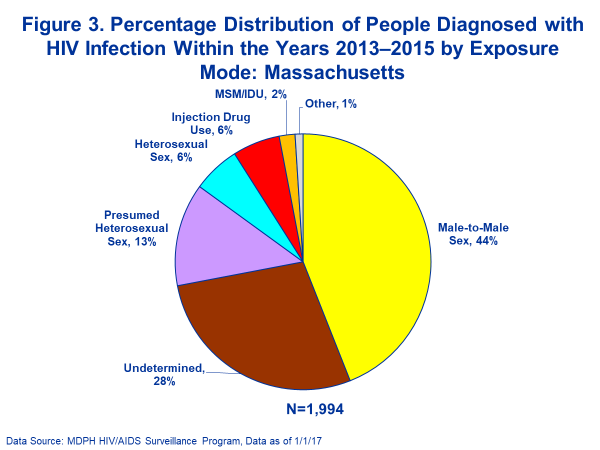 Figure 3. Percentage Distribution of People Diagnosed with
HIV Infection Within the Years 2013–2015 by Exposure
Mode: Massachusetts
MSM/IDU, 2%
Other, 1%
Injection Drug
Use, 6%
Heterosexual
Sex, 6%
Presumed
Heterosexual
Sex, 13%
Male-to-Male
Sex, 44%
Undetermined,
28%
N=1,994
Data Source: MDPH HIV/AIDS Surveillance Program, Data as of 1/1/17